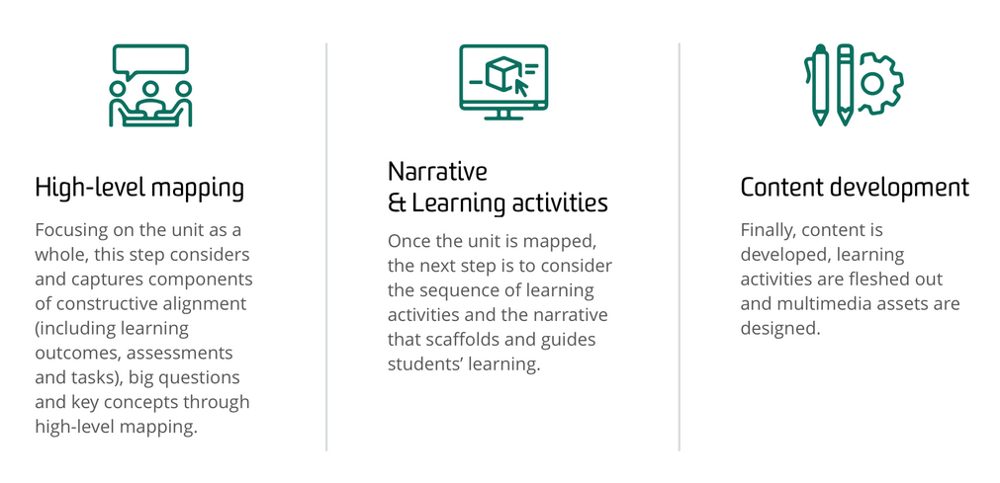 High-level mapping
Focusing on the unit as a
whole, this step considers
and captures components
of constructive alignment
(including learning
outcomes, assessments
and tasks), big questions
and key concepts through
high-level mapping.
Narrative
& Learning activities
Once the unit is mapped,
the next step is to consider
the sequence of learning
activities and the narrative
that scaffolds and guides
students’ learning.
Content development
Finally, content is
developed, learning
activities are fleshed out
and multimedia assets are
designed.